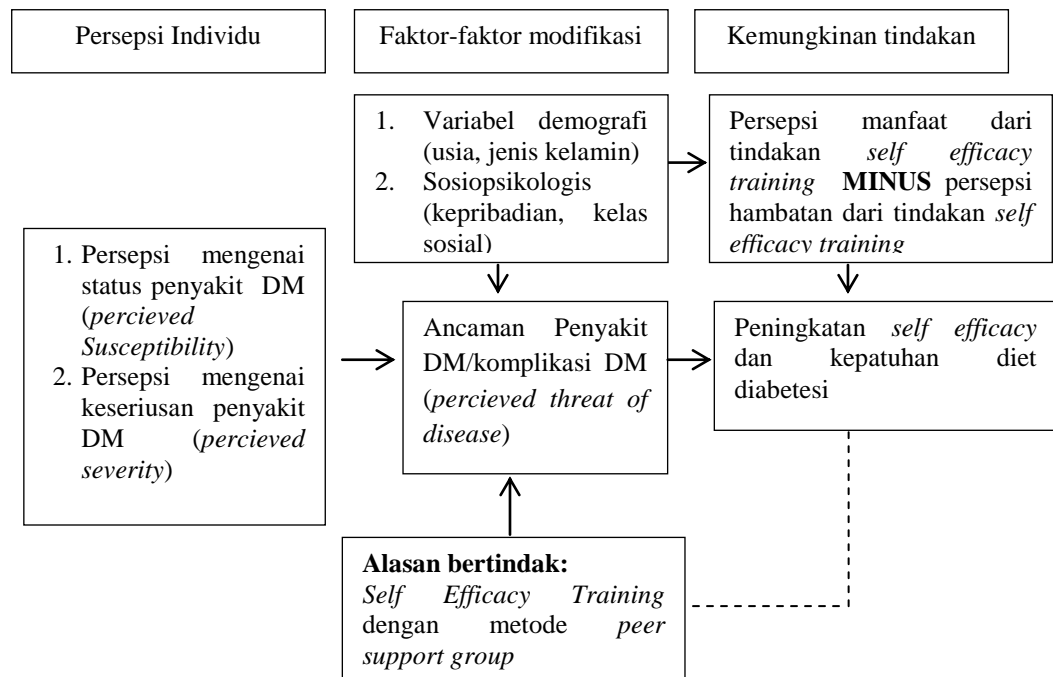 Persepsi Individu
Faktor-faktor modifikasi
Kemungkinan tindakan
1. Variabel demografi
(usia, jenis kelamin)
2. Sosiopsikologis
(kepribadian, kelas
sosial)
Persepsi manfaat dari
tindakan self efficacy
training MINUS persepsi
hambatan dari tindakan self
efficacy training
1. Persepsi mengenai
status penyakit DM
(percieved
Susceptibility)
2. Persepsi mengenai
keseriusan penyakit
DM (percieved
severity)
Ancaman Penyakit
DM/komplikasi DM
(percieved threat of
disease)
Peningkatan self efficacy
dan kepatuhan diet
diabetesi
Alasan bertindak:
Self Efficacy Training
dengan metode peer
support group